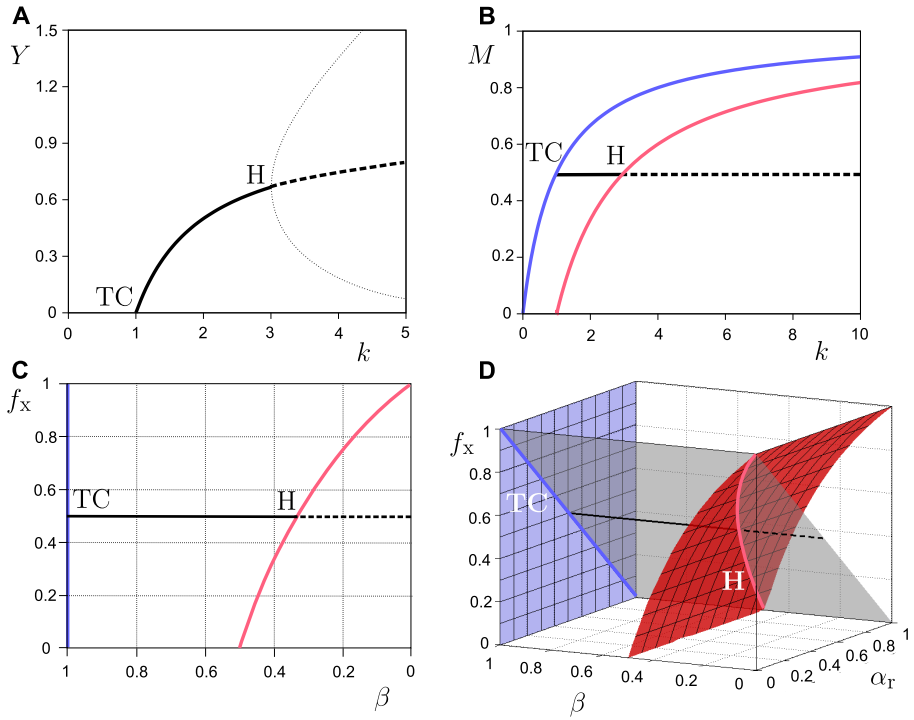 A
Y
1.5
1.2
0.9
0.6
0.3
0
H
TC
0 1 2 3 4 5
k
B
M
1
0.8
0.6
0.4
0.2
0
TC H
0 2 4 6 8 10
k
C
fx
1
0.8
0.6
0.4
0.2
0
TC H
1 0.8 0.6 0.4 0.2 0
β
D
fx
1
0.8
0.6
0.4
0.2
0
TC
H
1 0.8 0.6 0.4 0.2 0
β
0 0.2 0.4 0.6 0.8 1
αr